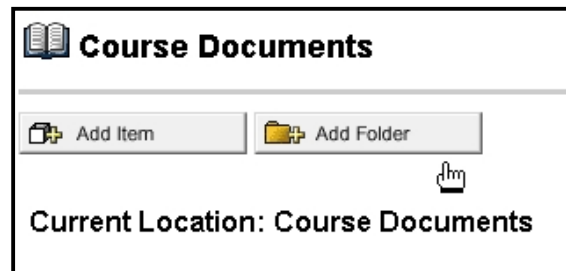 Course Documents
Add Item Add Folder
Current Location: Course Documents